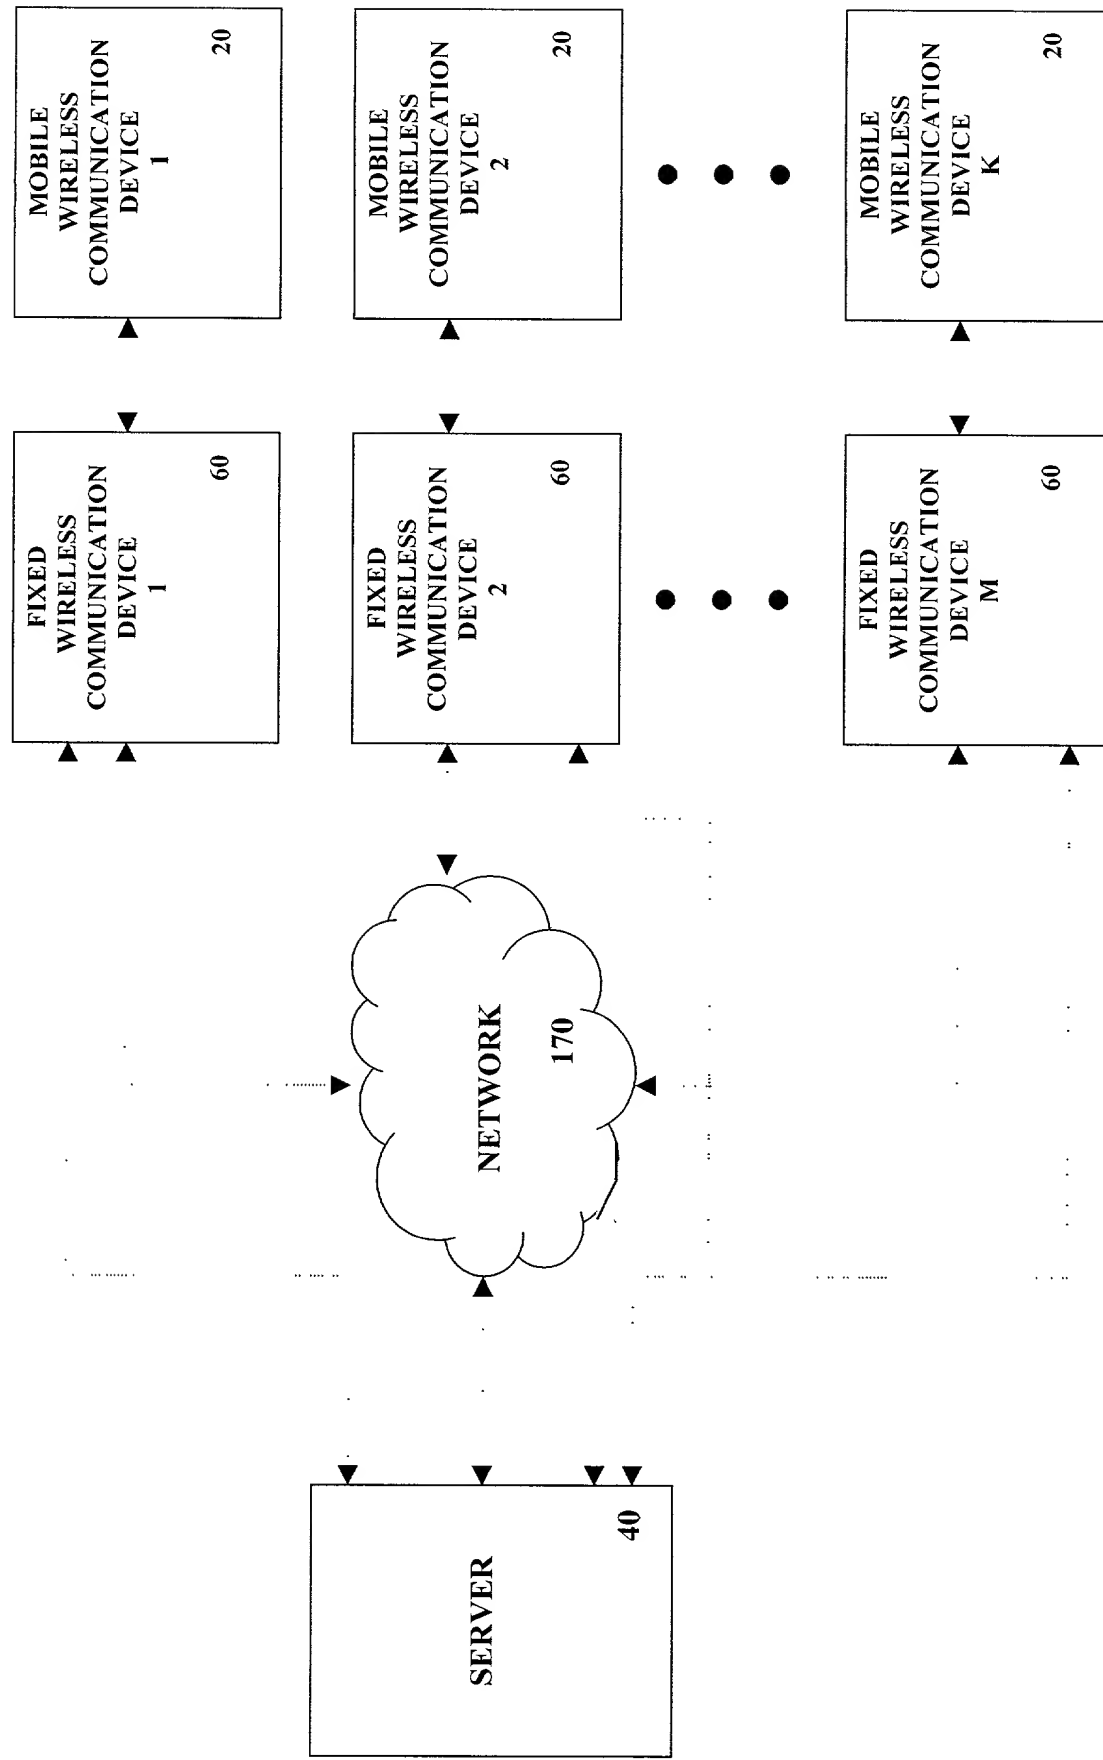 MOBILE
WIRELESS
COMMUNICATION
DEVICE
1
20
MOBILE
WIRELESS
COMMUNICATION
DEVICE
2
20
MOBILE
WIRELESS
COMMUNICATION
DEVICE
K
20
FIXED
WIRELESS
COMMUNICATION
DEVICE
1
60
FIXED
WIRELESS
COMMUNICATION
DEVICE
2
60
FIXED
WIRELESS
COMMUNICATION
DEVICE
M
60
NETWORK
170
SERVER
40